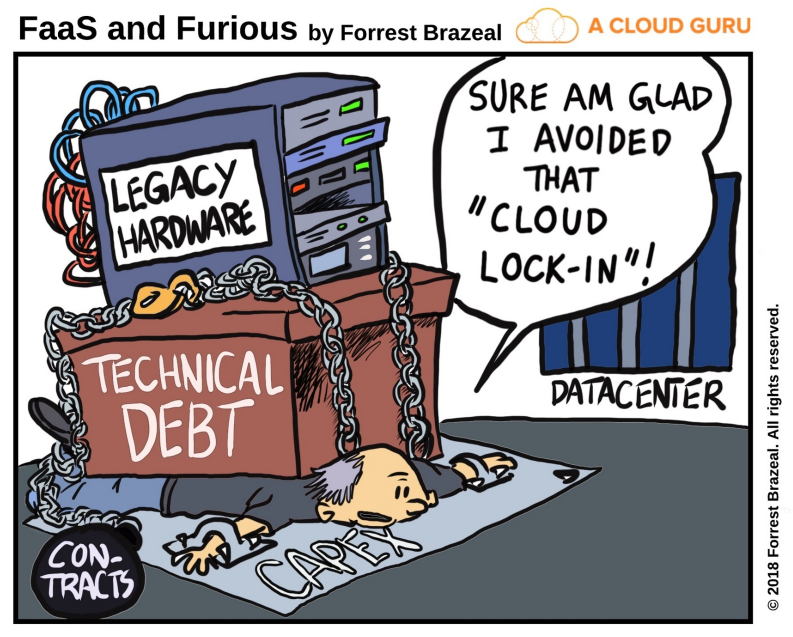 FaaS and Furious by Forrest Brazeal
A CLOUD GURU
SURE AM GLAD
I AVOIDED
THAT
"CLOUD
LOCK-IN"!
LEGACY
HARDWARE
TECHNICAL
DEBT
DATACENTER
CAPEX
CON-
TRACTS
© 2018 Forrest Brazeal. All rights reserved.